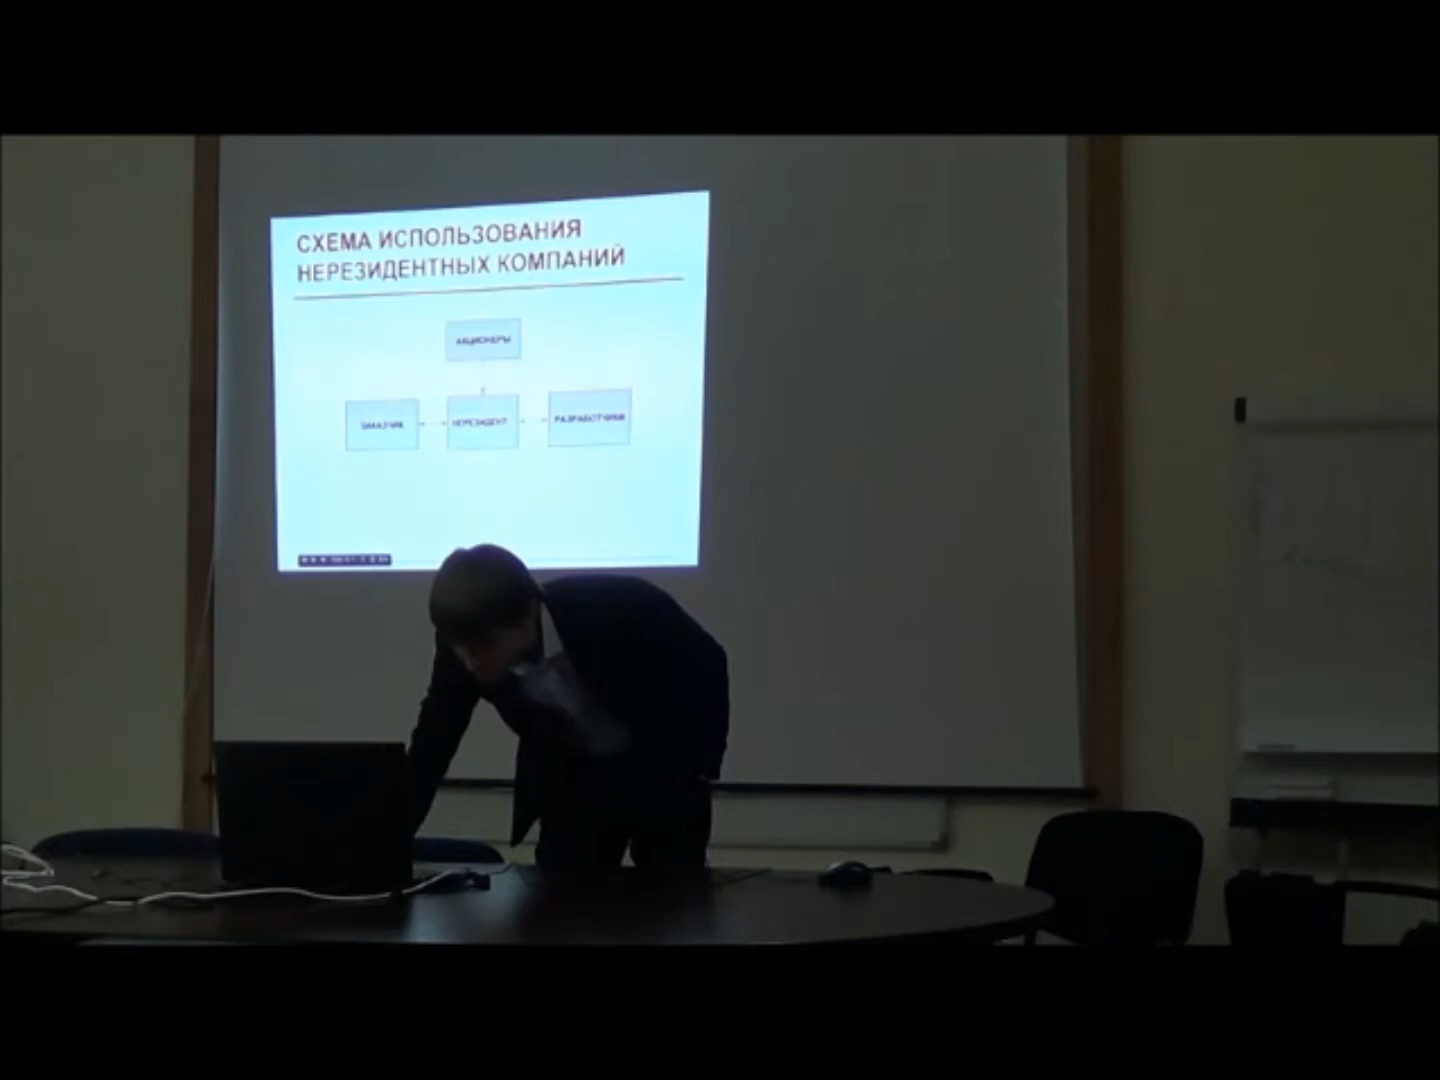 СХЕМА ИСПОЛЬЗОВАНИЯ
НЕРЕЗИДЕНТНЫХ КОМПАНИЙ
АКЦИОНЕРЫ
ЗАКАЗЧИК
НЕРЕЗИДЕНТ
РАЗРАБОТЧИКИ